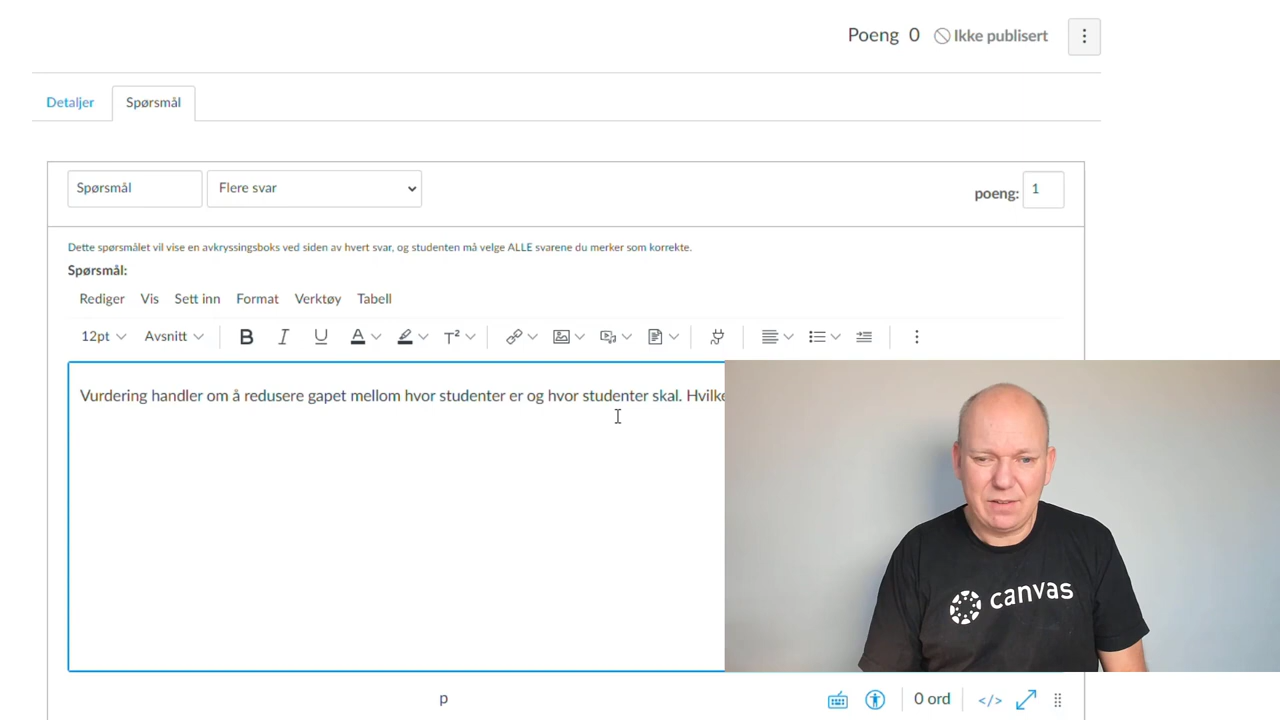 Poeng 0 Ikke publisert
Detaljer Spørsmål
Spørsmål Flere svar poeng: 1
Dette spørsmålet vil vise en avkryssingsboks ved siden av hvert svar, og studenten må velge ALLE svarene du merker som korrekte.
Spørsmål:
Rediger Vis Sett inn Format Verktøy Tabell
12pt Avsnitt B I U A T²
Vurdering handler om å redusere gapet mellom hvor studenter er og hvor studenter skal.
canvas
p 0 ord </>